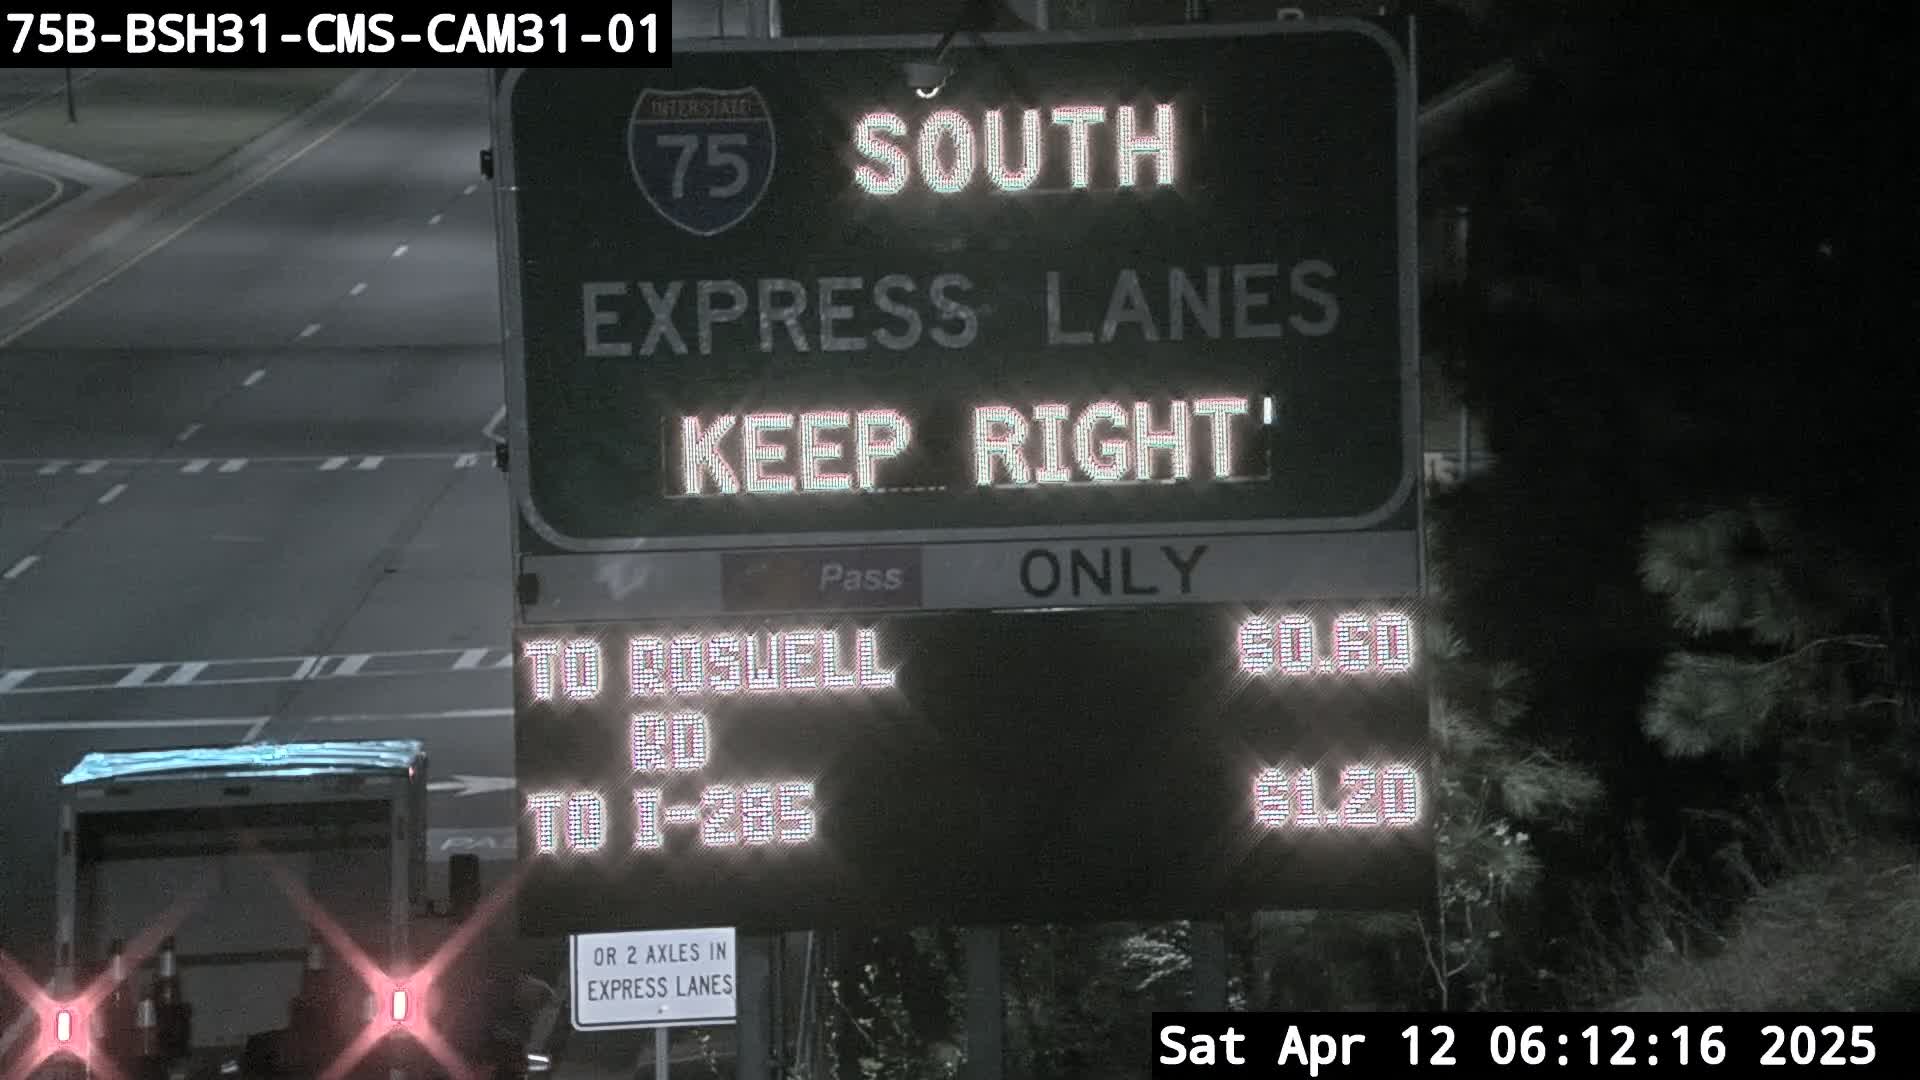 75B-BSH31-CMS-CAM31-01
INTERSTATE
75
SOUTH
EXPRESS LANES
KEEP RIGHT
Pass
ONLY
TO ROSWELL $0.60
RD
TO I-285 $1.20
OR 2 AXLES IN
EXPRESS LANES
Sat Apr 12 06:12:16 2025